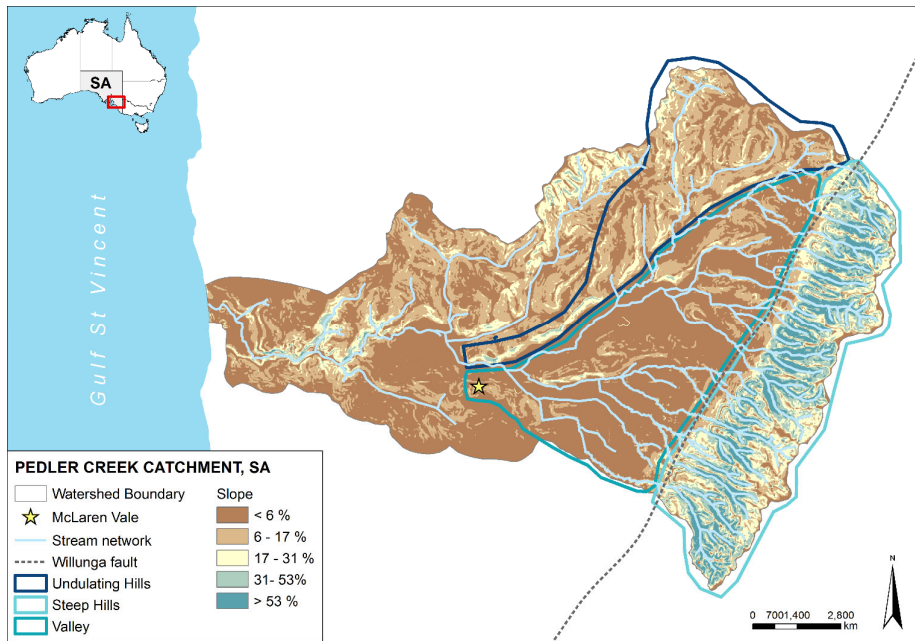 SA
Gulf St Vincent
PEDLER CREEK CATCHMENT, SA
Watershed Boundary
McLaren Vale
Stream network
Willunga fault
Undulating Hills
Steep Hills
Valley
Slope
< 6 %
6 - 17 %
17 - 31 %
31- 53%
> 53 %
N
0 7001,400 2,800
km